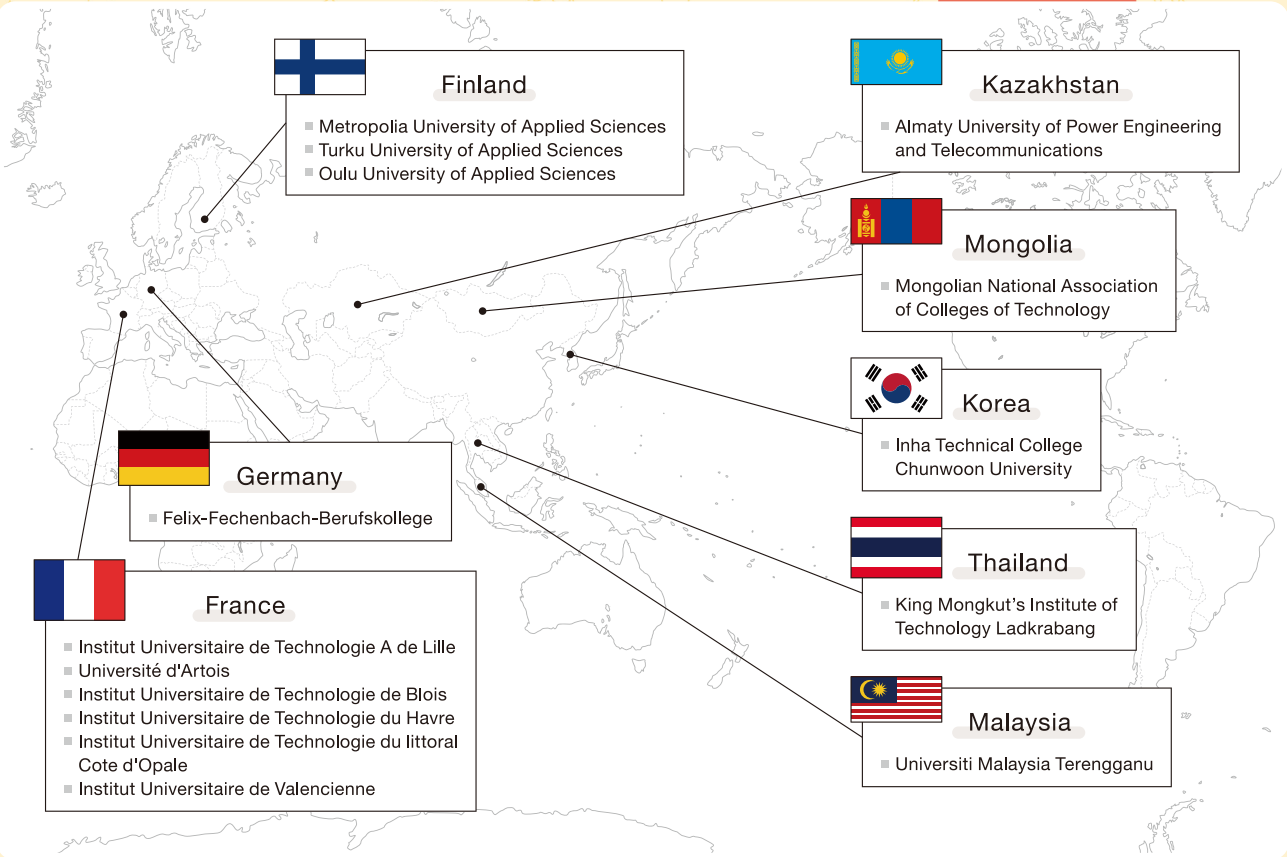 Finland
Metropolia University of Applied Sciences
Turku University of Applied Sciences
Oulu University of Applied Sciences
Kazakhstan
Almaty University of Power Engineering
and Telecommunications
Mongolia
Mongolian National Association
of Colleges of Technology
Korea
Inha Technical College
Chunwoon University
Germany
Felix-Fechenbach-Berufskollege
Thailand
King Mongkut's Institute of
Technology Ladkrabang
France
Institut Universitaire de Technologie A de Lille
Université d'Artois
Institut Universitaire de Technologie de Blois
Institut Universitaire de Technologie du Havre
Institut Universitaire de Technologie du littoral
Cote d'Opale
Institut Universitaire de Valencienne
Malaysia
Universiti Malaysia Terengganu